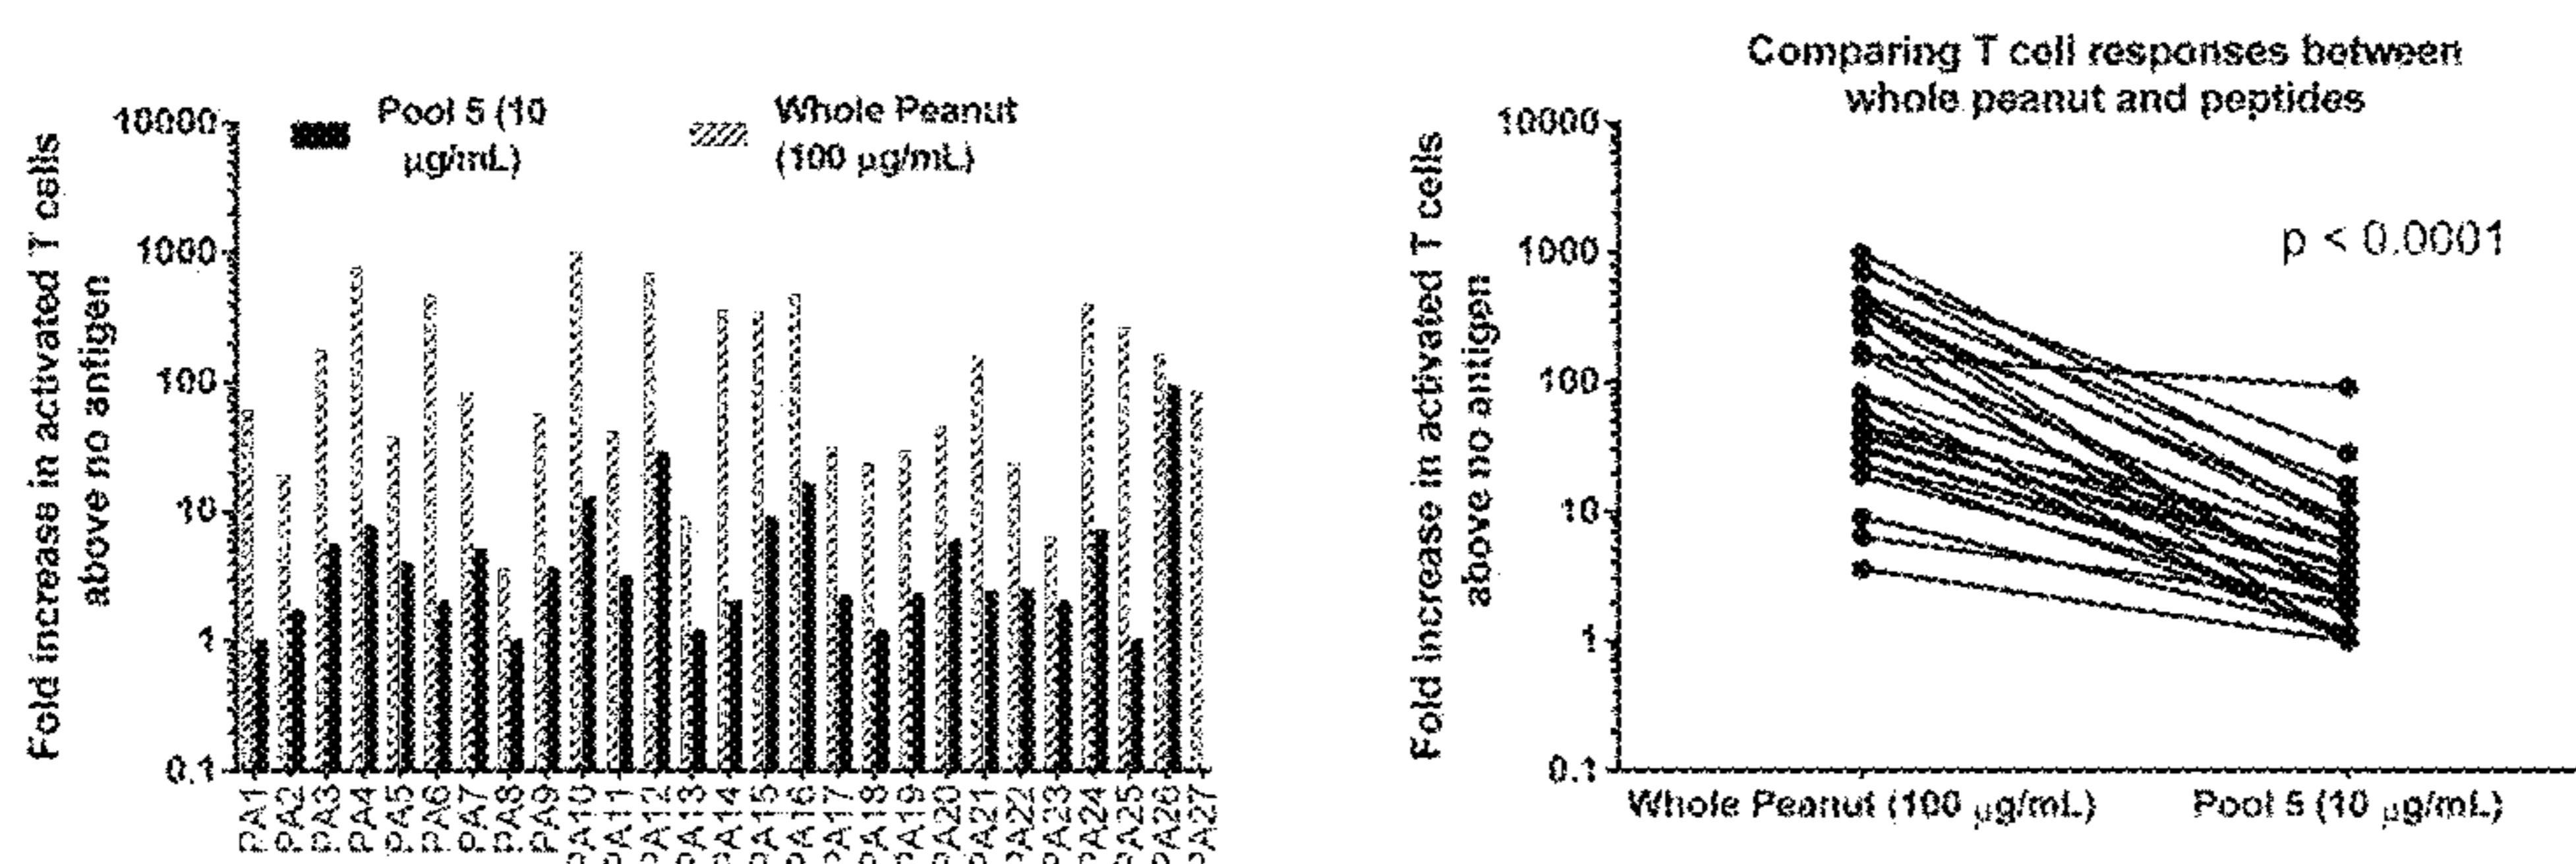 Fold increase in activated T cells
above no antigen
10000
1000
100
10
1
0.1
Pool 5 (10
µg/mL)
Whole Peanut
(100 µg/mL)
PA1
PA2
PA3
PA4
PA5
PA6
PA7
PA8
PA9
PA10
PA11
PA12
PA13
PA14
PA15
PA16
PA17
PA18
PA19
PA20
PA21
PA22
PA23
PA24
PA25
PA26
PA27
Comparing T cell responses between
whole peanut and peptides
Fold increase in activated T cells
above no antigen
10000
1000
100
10
1
0.1
p < 0.0001
Whole Peanut (100 µg/mL)
Pool 5 (10 µg/mL)